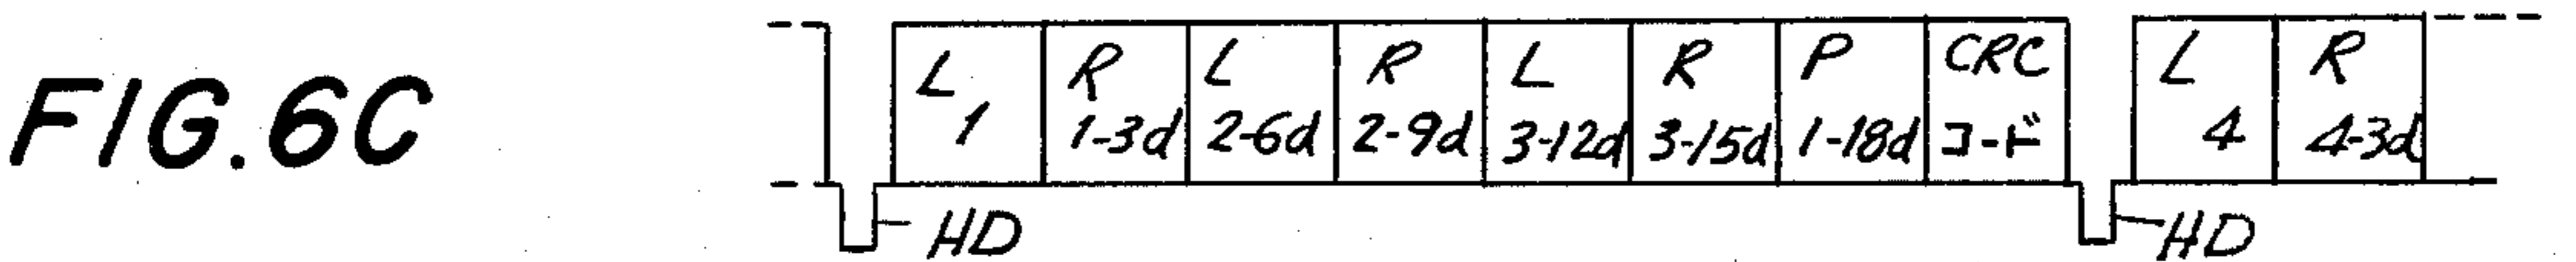 FIG.6C
L R L R L R P CRC L R
1 1-3d 2-6d 2-9d 3-12d 3-15d 1-18d コード 4 4-3d
HD HD